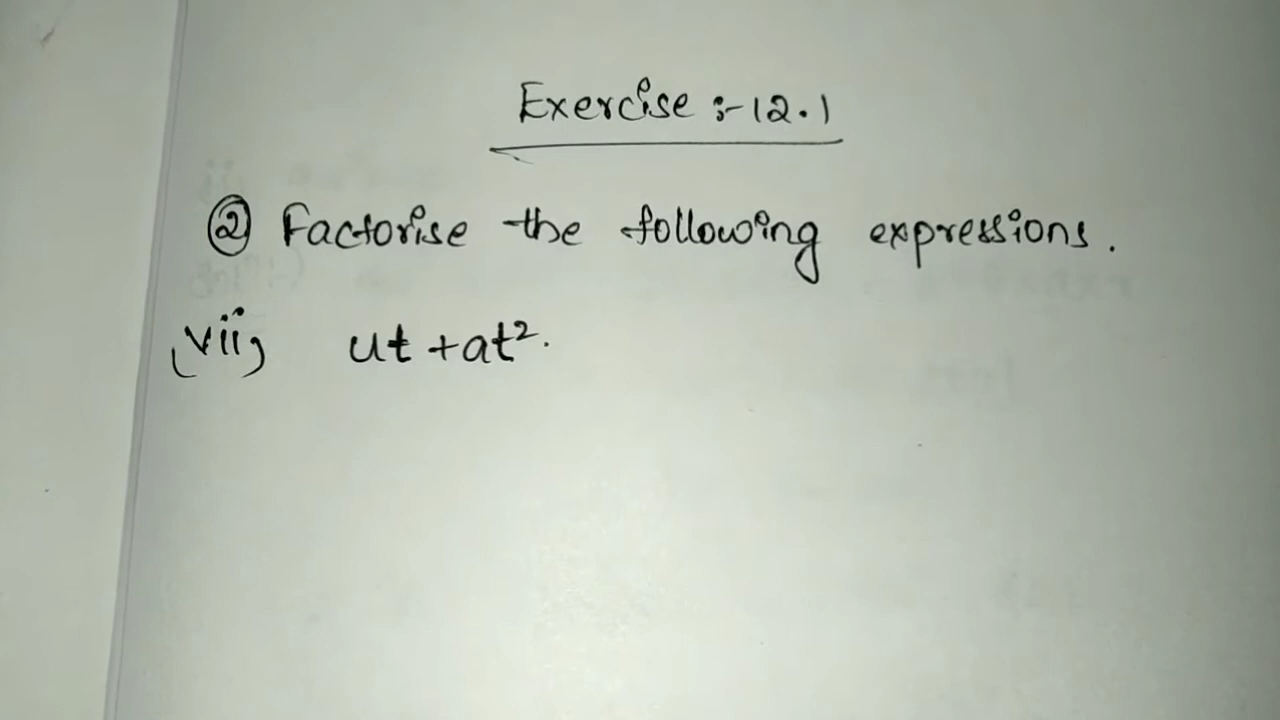 Exercise :- 12.1
② Factorise the following expressions.
(vii) ut + at².